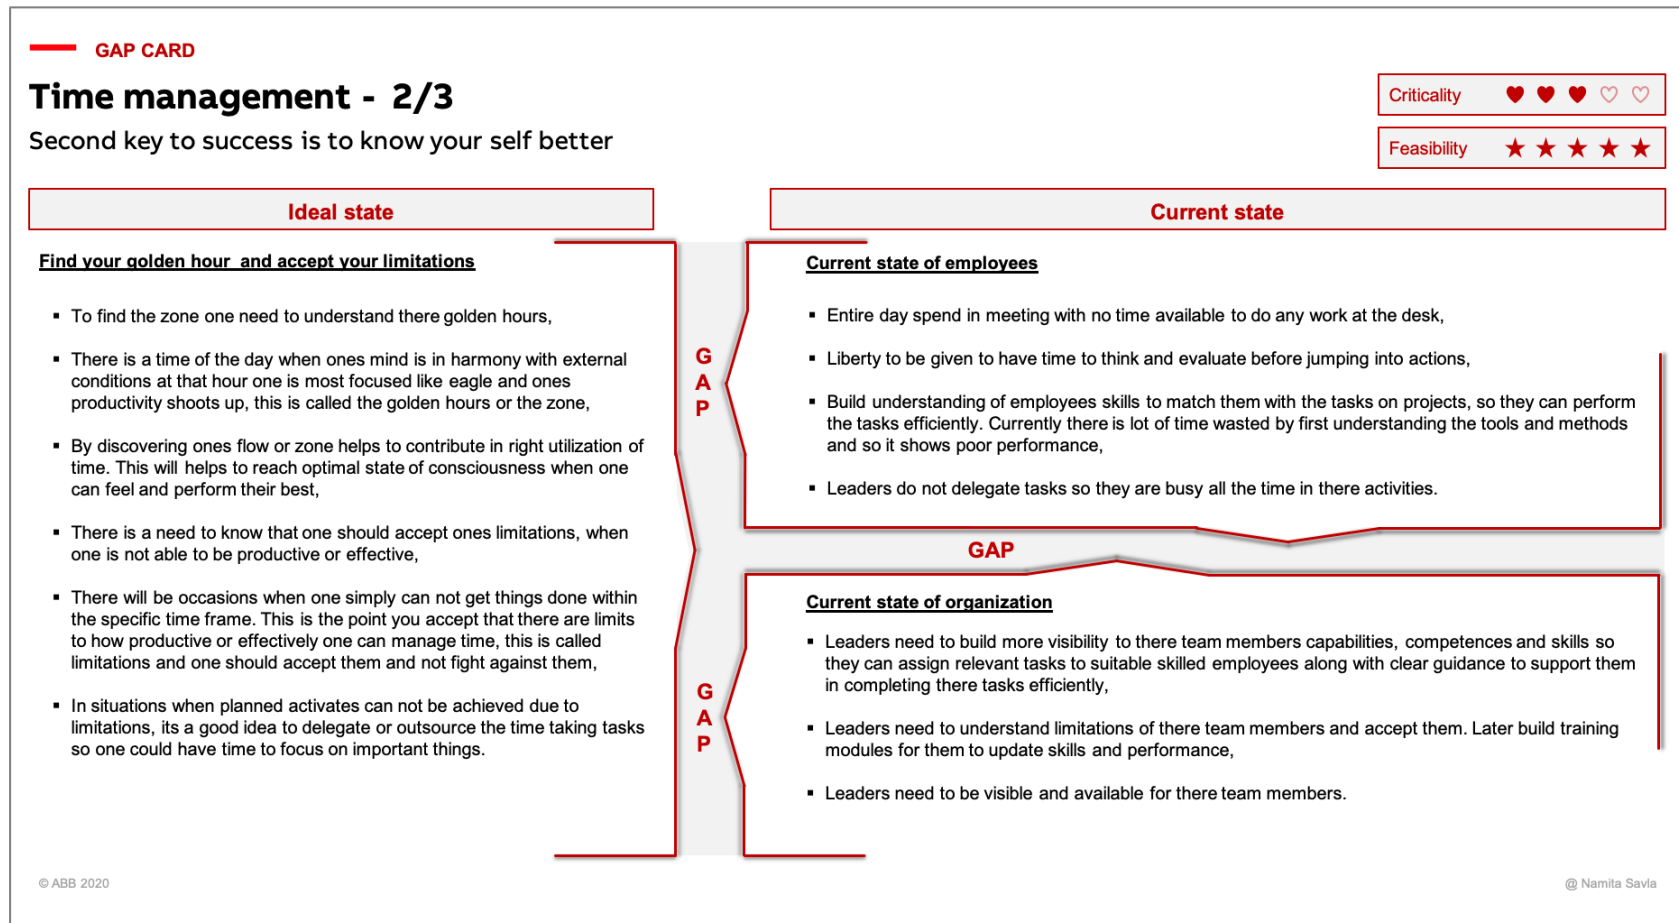 GAP CARD
Time management - 2/3
Second key to success is to know your self better
Criticality
Feasibility
Ideal state
Find your golden hour and accept your limitations
▪ To find the zone one need to understand there golden hours,
▪ There is a time of the day when ones mind is in harmony with external
conditions at that hour one is most focused like eagle and ones
productivity shoots up, this is called the golden hours or the zone,
▪ By discovering ones flow or zone helps to contribute in right utilization of
time. This will helps to reach optimal state of consciousness when one
can feel and perform their best,
▪ There is a need to know that one should accept ones limitations, when
one is not able to be productive or effective,
▪ There will be occasions when one simply can not get things done within
the specific time frame. This is the point you accept that there are limits
to how productive or effectively one can manage time, this is called
limitations and one should accept them and not fight against them,
▪ In situations when planned activates can not be achieved due to
limitations, its a good idea to delegate or outsource the time taking tasks
so one could have time to focus on important things.
G
A
P
G
A
P
Current state
Current state of employees
▪ Entire day spend in meeting with no time available to do any work at the desk,
▪ Liberty to be given to have time to think and evaluate before jumping into actions,
▪ Build understanding of employees skills to match them with the tasks on projects, so they can perform
the tasks efficiently. Currently there is lot of time wasted by first understanding the tools and methods
and so it shows poor performance,
▪ Leaders do not delegate tasks so they are busy all the time in there activities.
GAP
Current state of organization
▪ Leaders need to build more visibility to there team members capabilities, competences and skills so
they can assign relevant tasks to suitable skilled employees along with clear guidance to support them
in completing there tasks efficiently,
▪ Leaders need to understand limitations of there team members and accept them. Later build training
modules for them to update skills and performance,
▪ Leaders need to be visible and available for there team members.
© ABB 2020
@ Namita Savla